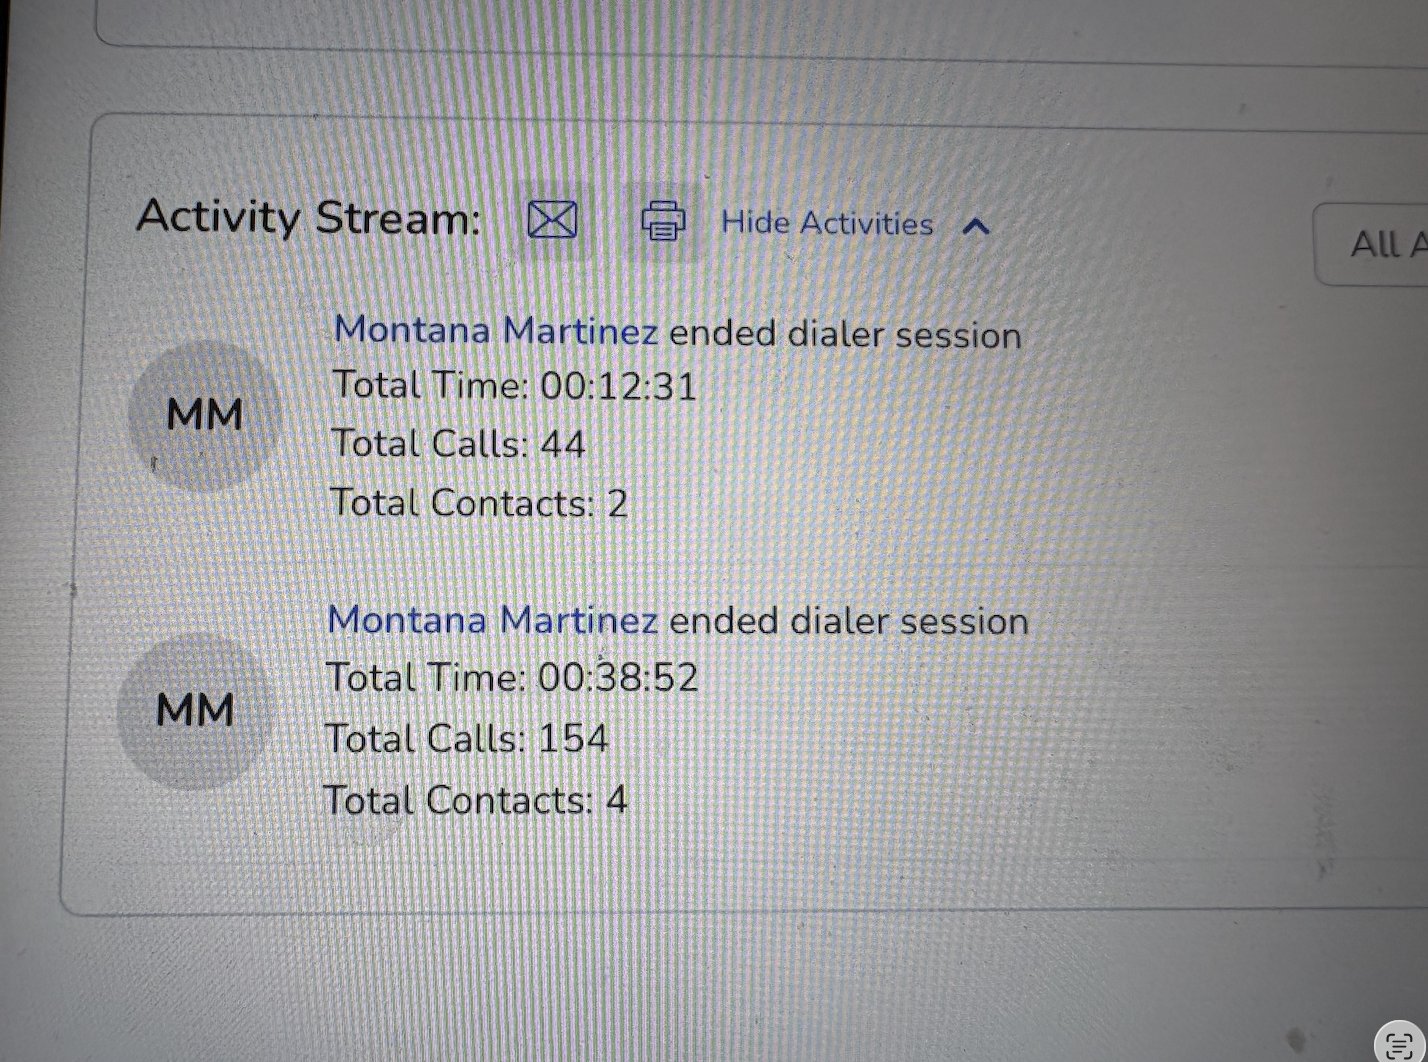 Activity Stream:
Hide Activities
All A
Montana Martinez ended dialer session
MM
Total Time: 00:12:31
Total Calls: 44
Total Contacts: 2
Montana Martinez ended dialer session
MM
Total Time: 00:38:52
Total Calls: 154
Total Contacts: 4